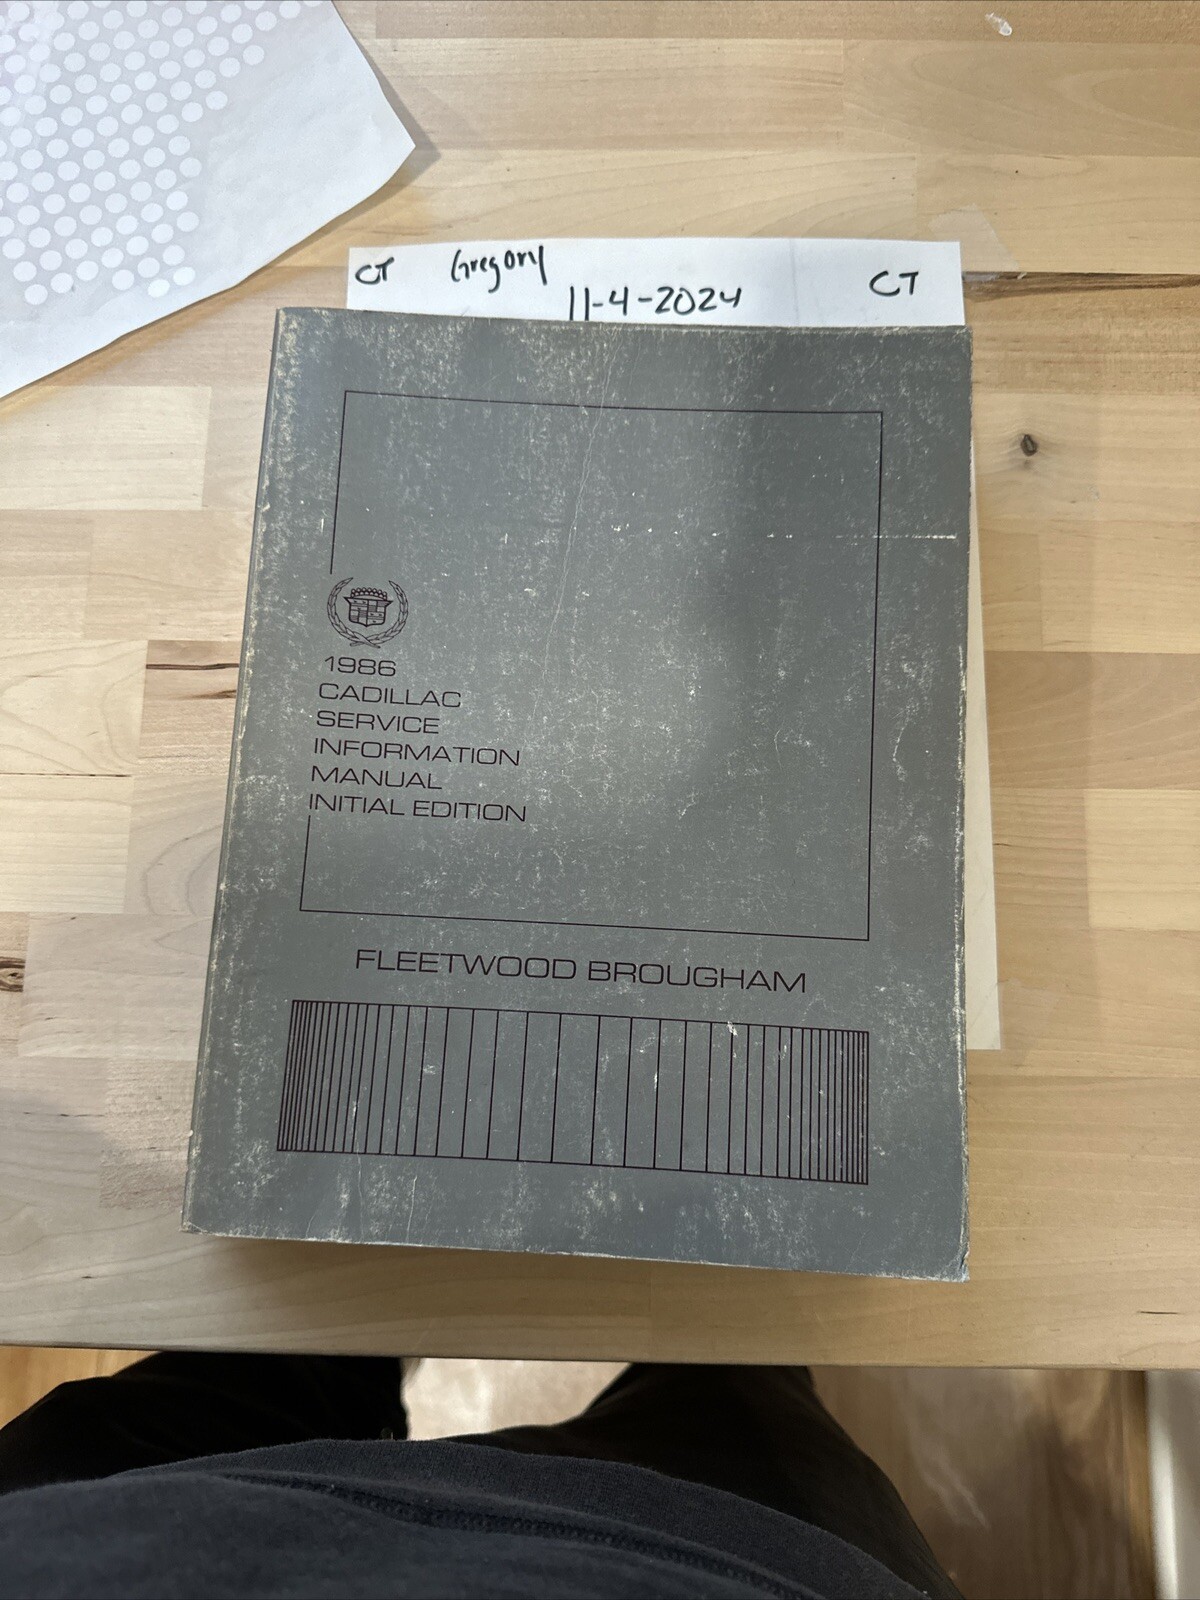 CT Gregory CT
11-4-2024
1986
CADILLAC
SERVICE
INFORMATION
MANUAL
INITIAL EDITION
FLEETWOOD BROUGHAM